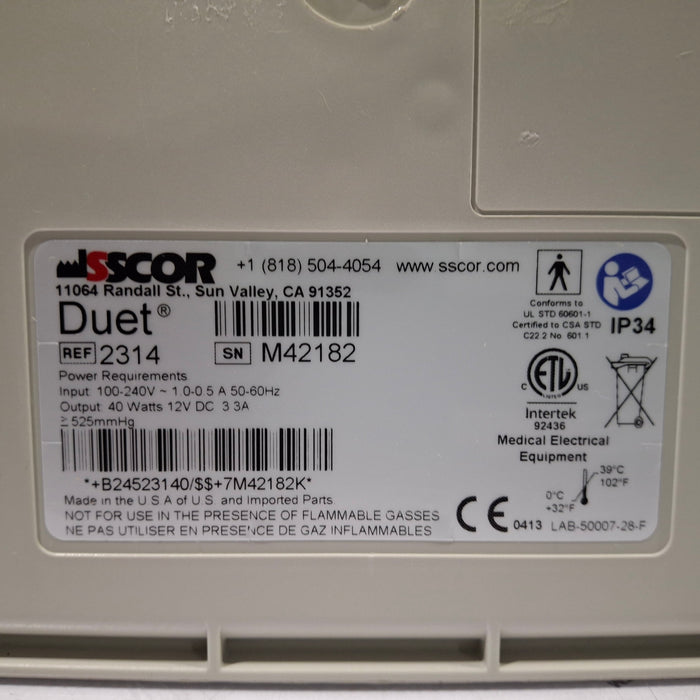 SSCOR +1 (818) 504-4054 www.sscor.com
11064 Randall St., Sun Valley, CA 91352
Duet®
REF 2314 SN M42182
Power Requirements
Input: 100-240V ~ 1.0-0.5 A 50-60Hz
Output: 40 Watts 12V DC 3.3A
≥ 525mmHg
*+B24523140/$$+7M42182K*
Made in the U.S.A of U.S. and Imported Parts
NOT FOR USE IN THE PRESENCE OF FLAMMABLE GASSES
NE PAS UTILISER EN PRESENCE DE GAZ INFLAMMABLES
Conforms to
UL STD 60601-1
Certified to CSA STD
C22.2 No. 601.1
IP34
C ETL US
LISTED
Intertek
92436
Medical Electrical
Equipment
39°C
102°F
0°C
+32°F
CE 0413 LAB-50007-28-F